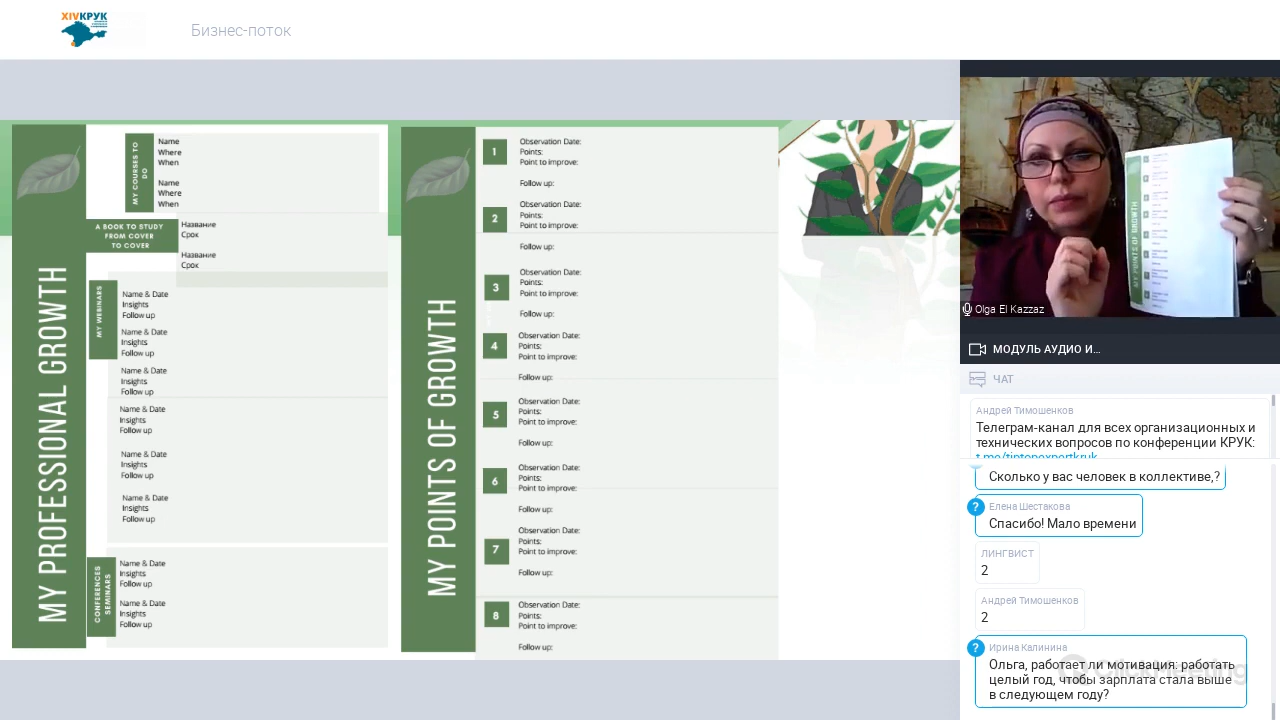 XIVКРУК
Бизнес-поток
MY PROFESSIONAL GROWTH
MY COURSES TO
DO
Name
Where
When
Name
Where
When
A BOOK TO STUDY
FROM COVER
TO COVER
Название
Срок
Название
Срок
MY WEBINARS
Name & Date
Insights
Follow up
Name & Date
Insights
Follow up
Name & Date
Insights
Follow up
Name & Date
Insights
Follow up
Name & Date
Insights
Follow up
Name & Date
Insights
Follow up
CONFERENCES
SEMINARS
Name & Date
Insights
Follow up
Name & Date
Insights
Follow up
MY POINTS OF GROWTH
1
Observation Date:
Points:
Point to improve:
Follow up:
2
Observation Date:
Points:
Point to improve:
Follow up:
3
Observation Date:
Points:
Point to improve:
Follow up:
4
Observation Date:
Points:
Point to improve:
Follow up:
5
Observation Date:
Points:
Point to improve:
Follow up:
6
Observation Date:
Points:
Point to improve:
Follow up:
7
Observation Date:
Points:
Point to improve:
Follow up:
8
Observation Date:
Points:
Point to improve:
Follow up:
MY POINTS OF GROWTH
Olga El Kazzaz
МОДУЛЬ АУДИО И...
ЧАТ
Андрей Тимошенков
Телеграм-канал для всех организационных и
технических вопросов по конференции КРУК:
t.me/tiptopexpertkruk
Сколько у вас человек в коллективе,?
?
Елена Шестакова
Спасибо! Мало времени
ЛИНГВИСТ
2
Андрей Тимошенков
2
?
Ирина Калинина
Ольга, работает ли мотивация: работать
целый год, чтобы зарплата стала выше
в следующем году?
ClickMeeting